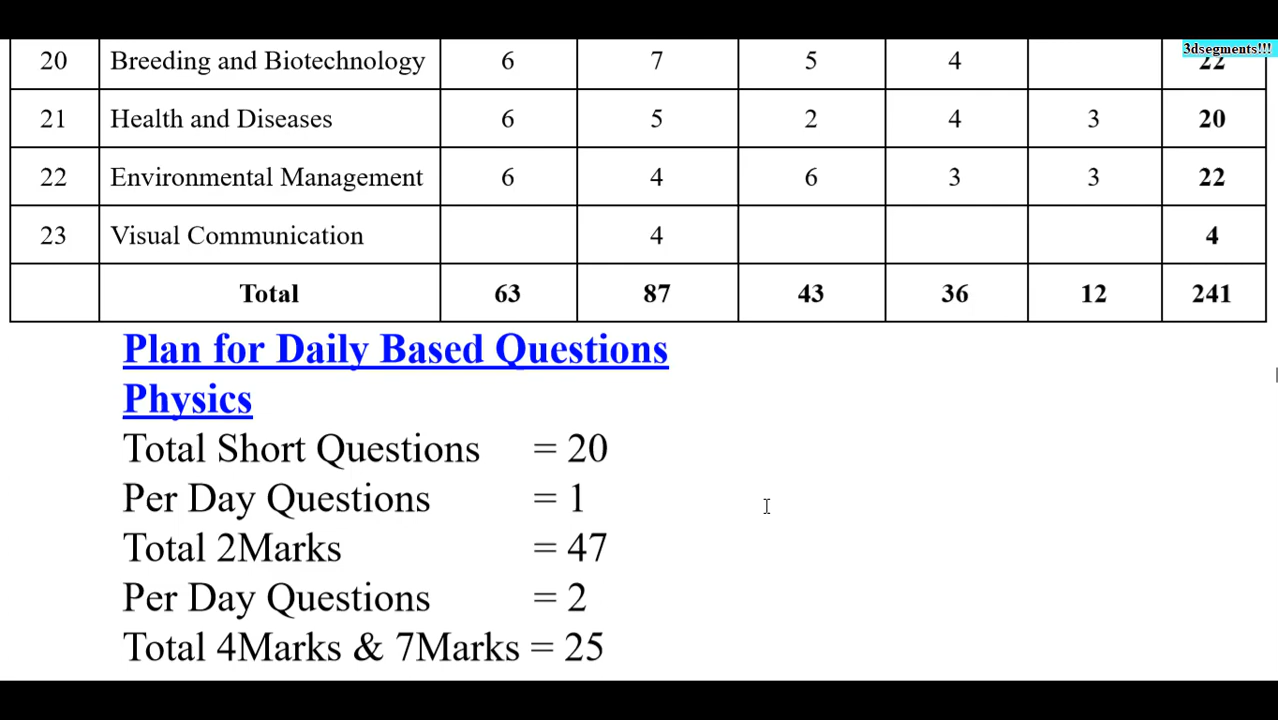 3dsegments!!!
20 Breeding and Biotechnology 6 7 5 4 22
21 Health and Diseases 6 5 2 4 3 20
22 Environmental Management 6 4 6 3 3 22
23 Visual Communication 4 4
Total 63 87 43 36 12 241
Plan for Daily Based Questions
Physics
Total Short Questions = 20
Per Day Questions = 1
Total 2Marks = 47
Per Day Questions = 2
Total 4Marks & 7Marks = 25